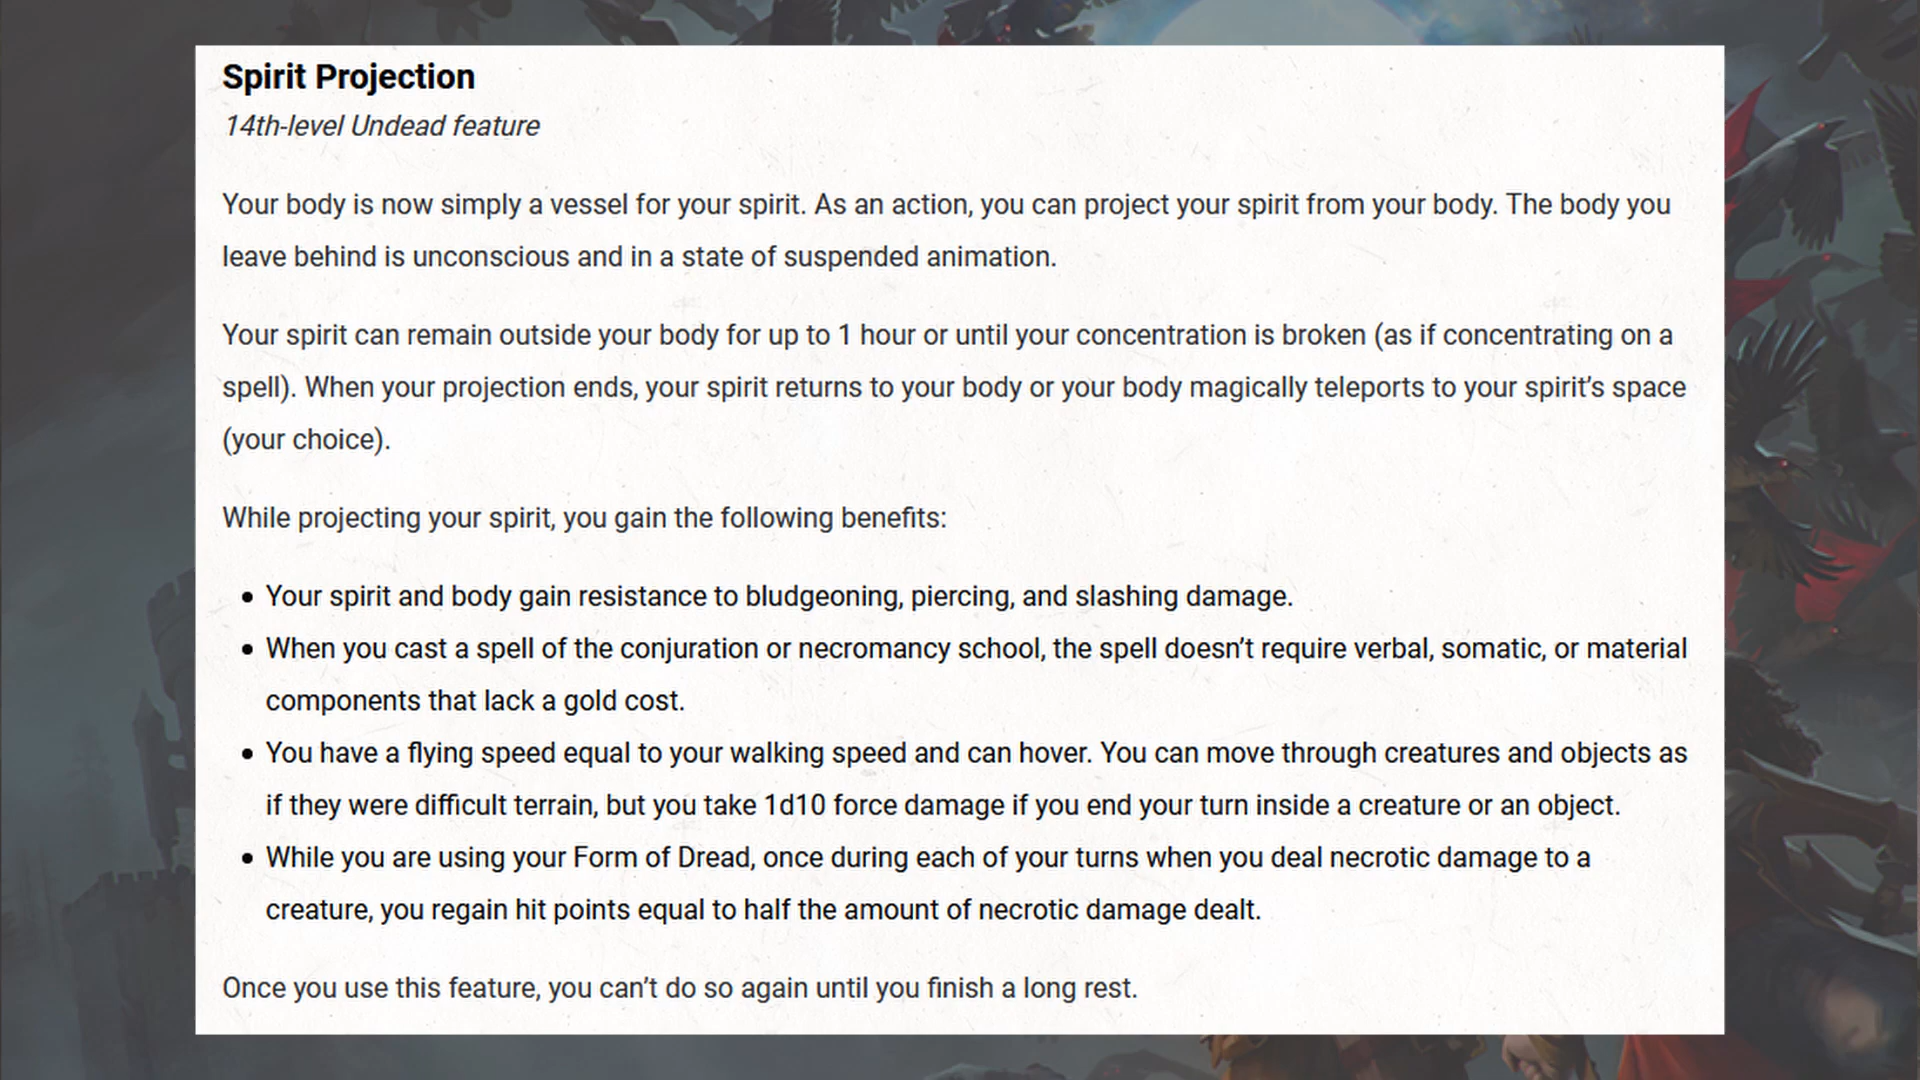 Spirit Projection
14th-level Undead feature
Your body is now simply a vessel for your spirit. As an action, you can project your spirit from your body. The body you
leave behind is unconscious and in a state of suspended animation.
Your spirit can remain outside your body for up to 1 hour or until your concentration is broken (as if concentrating on a
spell). When your projection ends, your spirit returns to your body or your body magically teleports to your spirit’s space
(your choice).
While projecting your spirit, you gain the following benefits:
• Your spirit and body gain resistance to bludgeoning, piercing, and slashing damage.
• When you cast a spell of the conjuration or necromancy school, the spell doesn’t require verbal, somatic, or material
components that lack a gold cost.
• You have a flying speed equal to your walking speed and can hover. You can move through creatures and objects as
if they were difficult terrain, but you take 1d10 force damage if you end your turn inside a creature or an object.
• While you are using your Form of Dread, once during each of your turns when you deal necrotic damage to a
creature, you regain hit points equal to half the amount of necrotic damage dealt.
Once you use this feature, you can’t do so again until you finish a long rest.